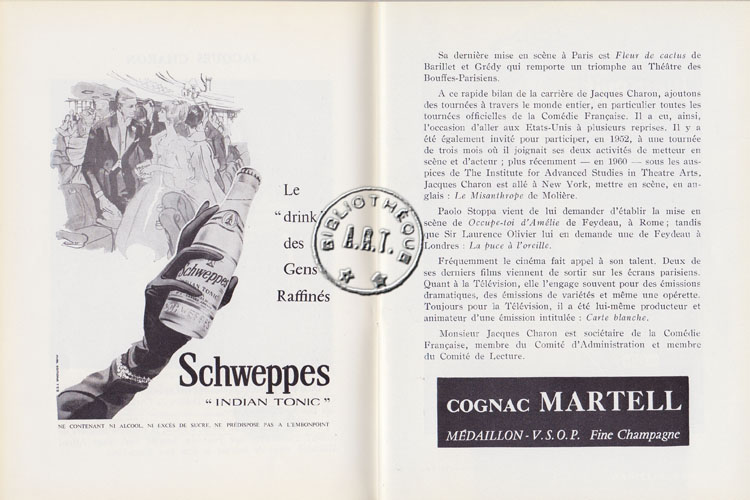 Le
“drink”
des
Gens
Raffinés
Schweppes
INDIAN TONIC
SCHWEPPES
Schweppes
“INDIAN TONIC”
NE CONTENANT NI ALCOOL, NI EXCÈS DE SUCRE, NE PRÉDISPOSE PAS A L'EMBONPOINT
BIBLIOTHÈQUE
A.R.T.
Sa dernière mise en scène à Paris est Fleur de cactus de
Barillet et Grédy qui remporte un triomphe au Théâtre des
Bouffes-Parisiens.
A ce rapide bilan de la carrière de Jacques Charon, ajoutons
des tournées à travers le monde entier, en particulier toutes les
tournées officielles de la Comédie Française. Il a eu, ainsi,
l'occasion d'aller aux Etats-Unis à plusieurs reprises. Il y a
été également invité pour participer, en 1952, à une tournée
de trois mois où il joignait ses deux activités de metteur en
scène et d'acteur ; plus récemment — en 1960 — sous les aus-
pices de The Institute for Advanced Studies in Theatre Arts,
Jacques Charon est allé à New York, mettre en scène, en an-
glais : Le Misanthrope de Molière.
Paolo Stoppa vient de lui demander d'établir la mise en
scène de Occupe-toi d'Amélie de Feydeau, à Rome ; tandis
que Sir Laurence Olivier lui en demande une de Feydeau à
Londres : La puce à l'oreille.
Fréquemment le cinéma fait appel à son talent. Deux de
ses derniers films viennent de sortir sur les écrans parisiens.
Quant à la Télévision, elle l'engage souvent pour des émissions
dramatiques, des émissions de variétés et même une opérette.
Toujours pour la Télévision, il a été lui-même producteur et
animateur d'une émission intitulée : Carte blanche.
Monsieur Jacques Charon est sociétaire de la Comédie
Française, membre du Comité d'Administration et membre
du Comité de Lecture.
COGNAC MARTELL
MÉDAILLON - V.S.O.P. Fine Champagne